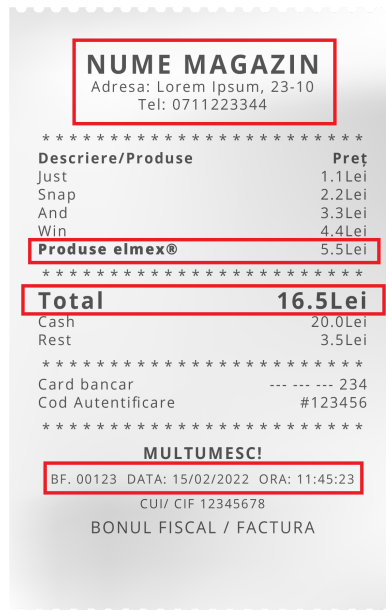 NUME MAGAZIN
Adresa: Lorem Ipsum, 23-10
Tel: 0711223344
* * * * * * * * * * * * * * * * * * * * * * * *
Descriere/Produse Preț
Just 1.1Lei
Snap 2.2Lei
And 3.3Lei
Win 4.4Lei
Produse elmex® 5.5Lei
* * * * * * * * * * * * * * * * * * * * * * * *
Total 16.5Lei
Cash 20.0Lei
Rest 3.5Lei
* * * * * * * * * * * * * * * * * * * * * * * *
Card bancar --- --- --- 234
Cod Autentificare #123456
* * * * * * * * * * * * * * * * * * * * * * * *
MULTUMESC!
BF. 00123 DATA: 15/02/2022 ORA: 11:45:23
CUI/ CIF 12345678
BONUL FISCAL / FACTURA